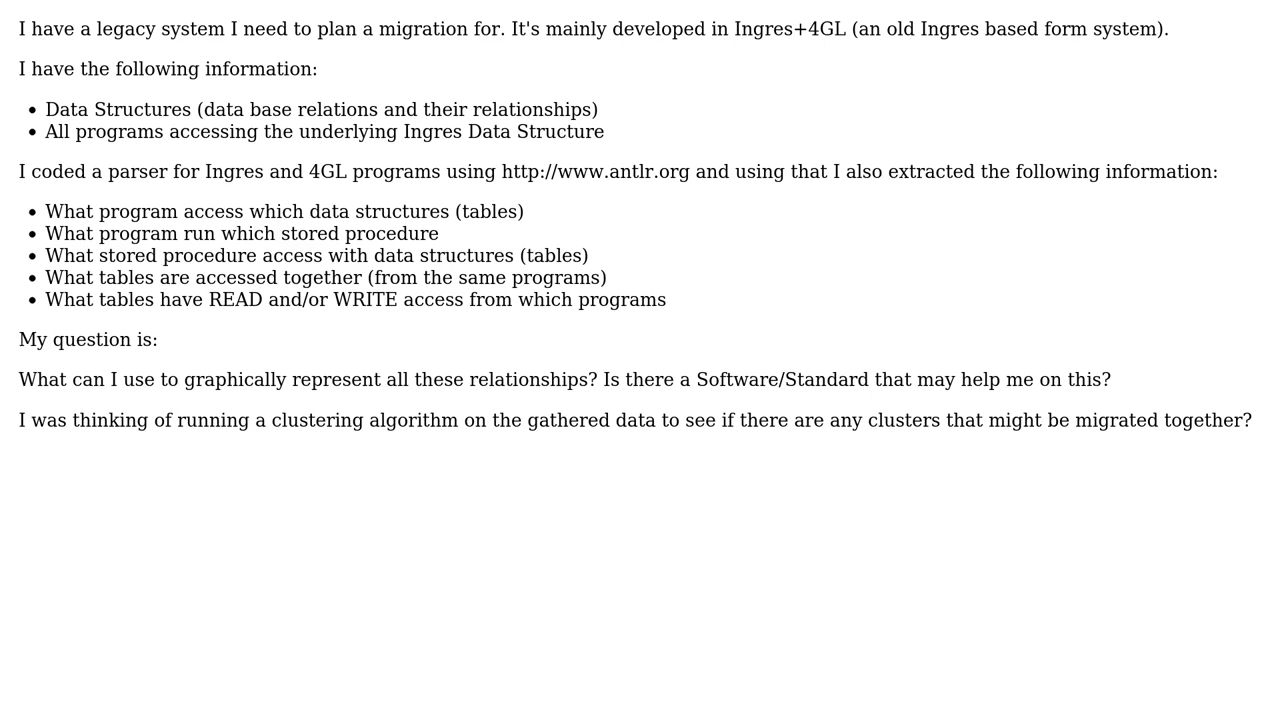 I have a legacy system I need to plan a migration for. It's mainly developed in Ingres+4GL (an old Ingres based form system).
I have the following information:
• Data Structures (data base relations and their relationships)
• All programs accessing the underlying Ingres Data Structure
I coded a parser for Ingres and 4GL programs using http://www.antlr.org and using that I also extracted the following information:
• What program access which data structures (tables)
• What program run which stored procedure
• What stored procedure access with data structures (tables)
• What tables are accessed together (from the same programs)
• What tables have READ and/or WRITE access from which programs
My question is:
What can I use to graphically represent all these relationships? Is there a Software/Standard that may help me on this?
I was thinking of running a clustering algorithm on the gathered data to see if there are any clusters that might be migrated together?